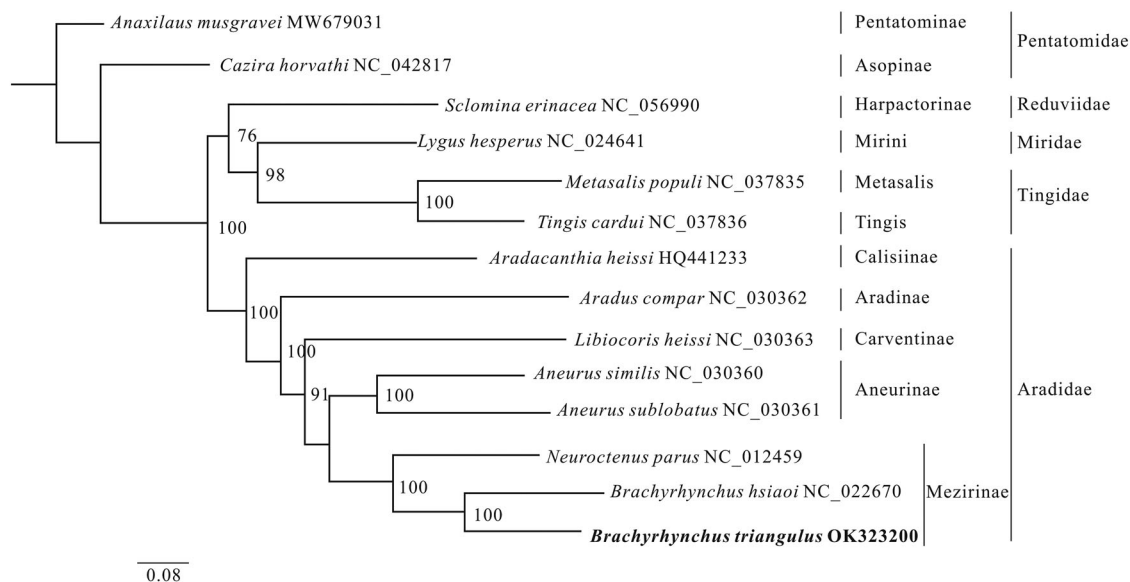 Anaxilaus musgravei MW679031 Pentatominae
Pentatomidae
Cazira horvathi NC_042817 Asopinae
Sclomina erinacea NC_056990 Harpactorinae Reduviidae
76
Lygus hesperus NC_024641 Mirini Miridae
98
Metasalis populi NC_037835 Metasalis
Tingidae
100
Tingis cardui NC_037836 Tingis
100
Aradacanthia heissi HQ441233 Calisiinae
Aradus compar NC_030362 Aradinae
100
Libiocoris heissi NC_030363 Carventinae
100
Aneurus similis NC_030360
91 100 Aneurinae Aradidae
Aneurus sublobatus NC_030361
Neuroctenus parus NC_012459
100
Brachyrhynchus hsiaoi NC_022670 Mezirinae
100
Brachyrhynchus triangulus OK323200
0.08